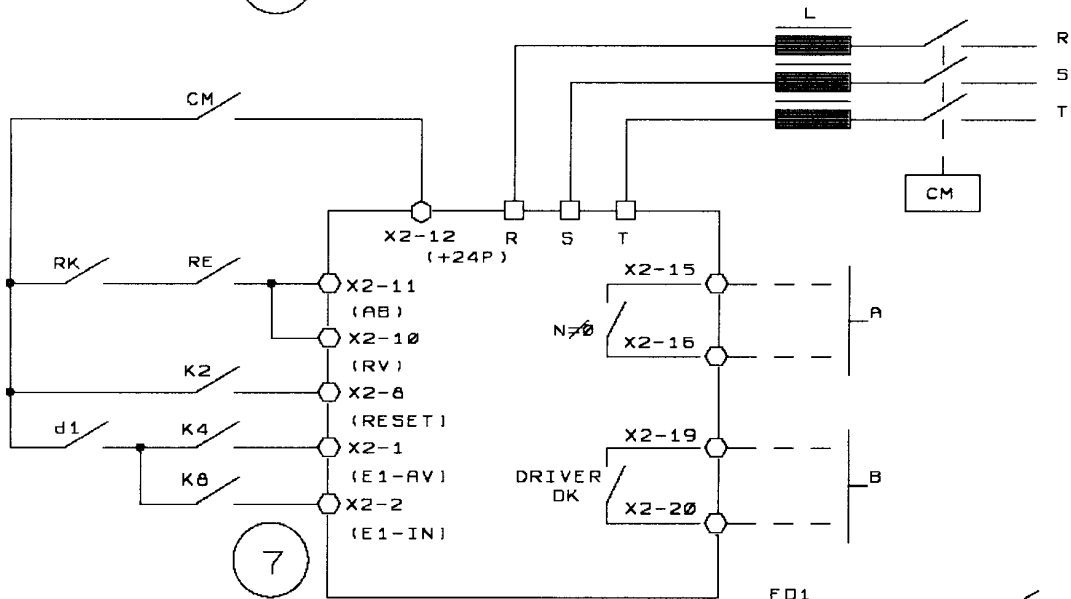 L
R
S
T
CM
CM
X2-12
(+24P)
R S T
RK RE
X2-11
(AB)
X2-10
(RV)
K2
X2-8
(RESET)
d1 K4
X2-1
(E1-AV)
K8
X2-2
(E1-IN)
X2-15
N≠0
X2-16
A
X2-19
DRIVER
OK
X2-20
B
7